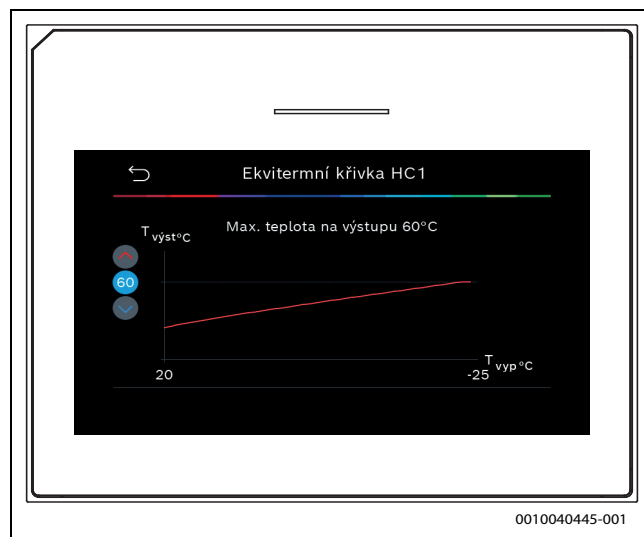 Ekvitermní křivka HC1
Max. teplota na výstupu 60°C
T výst°C
60
20
-25
T vyp°C
0010040445-001